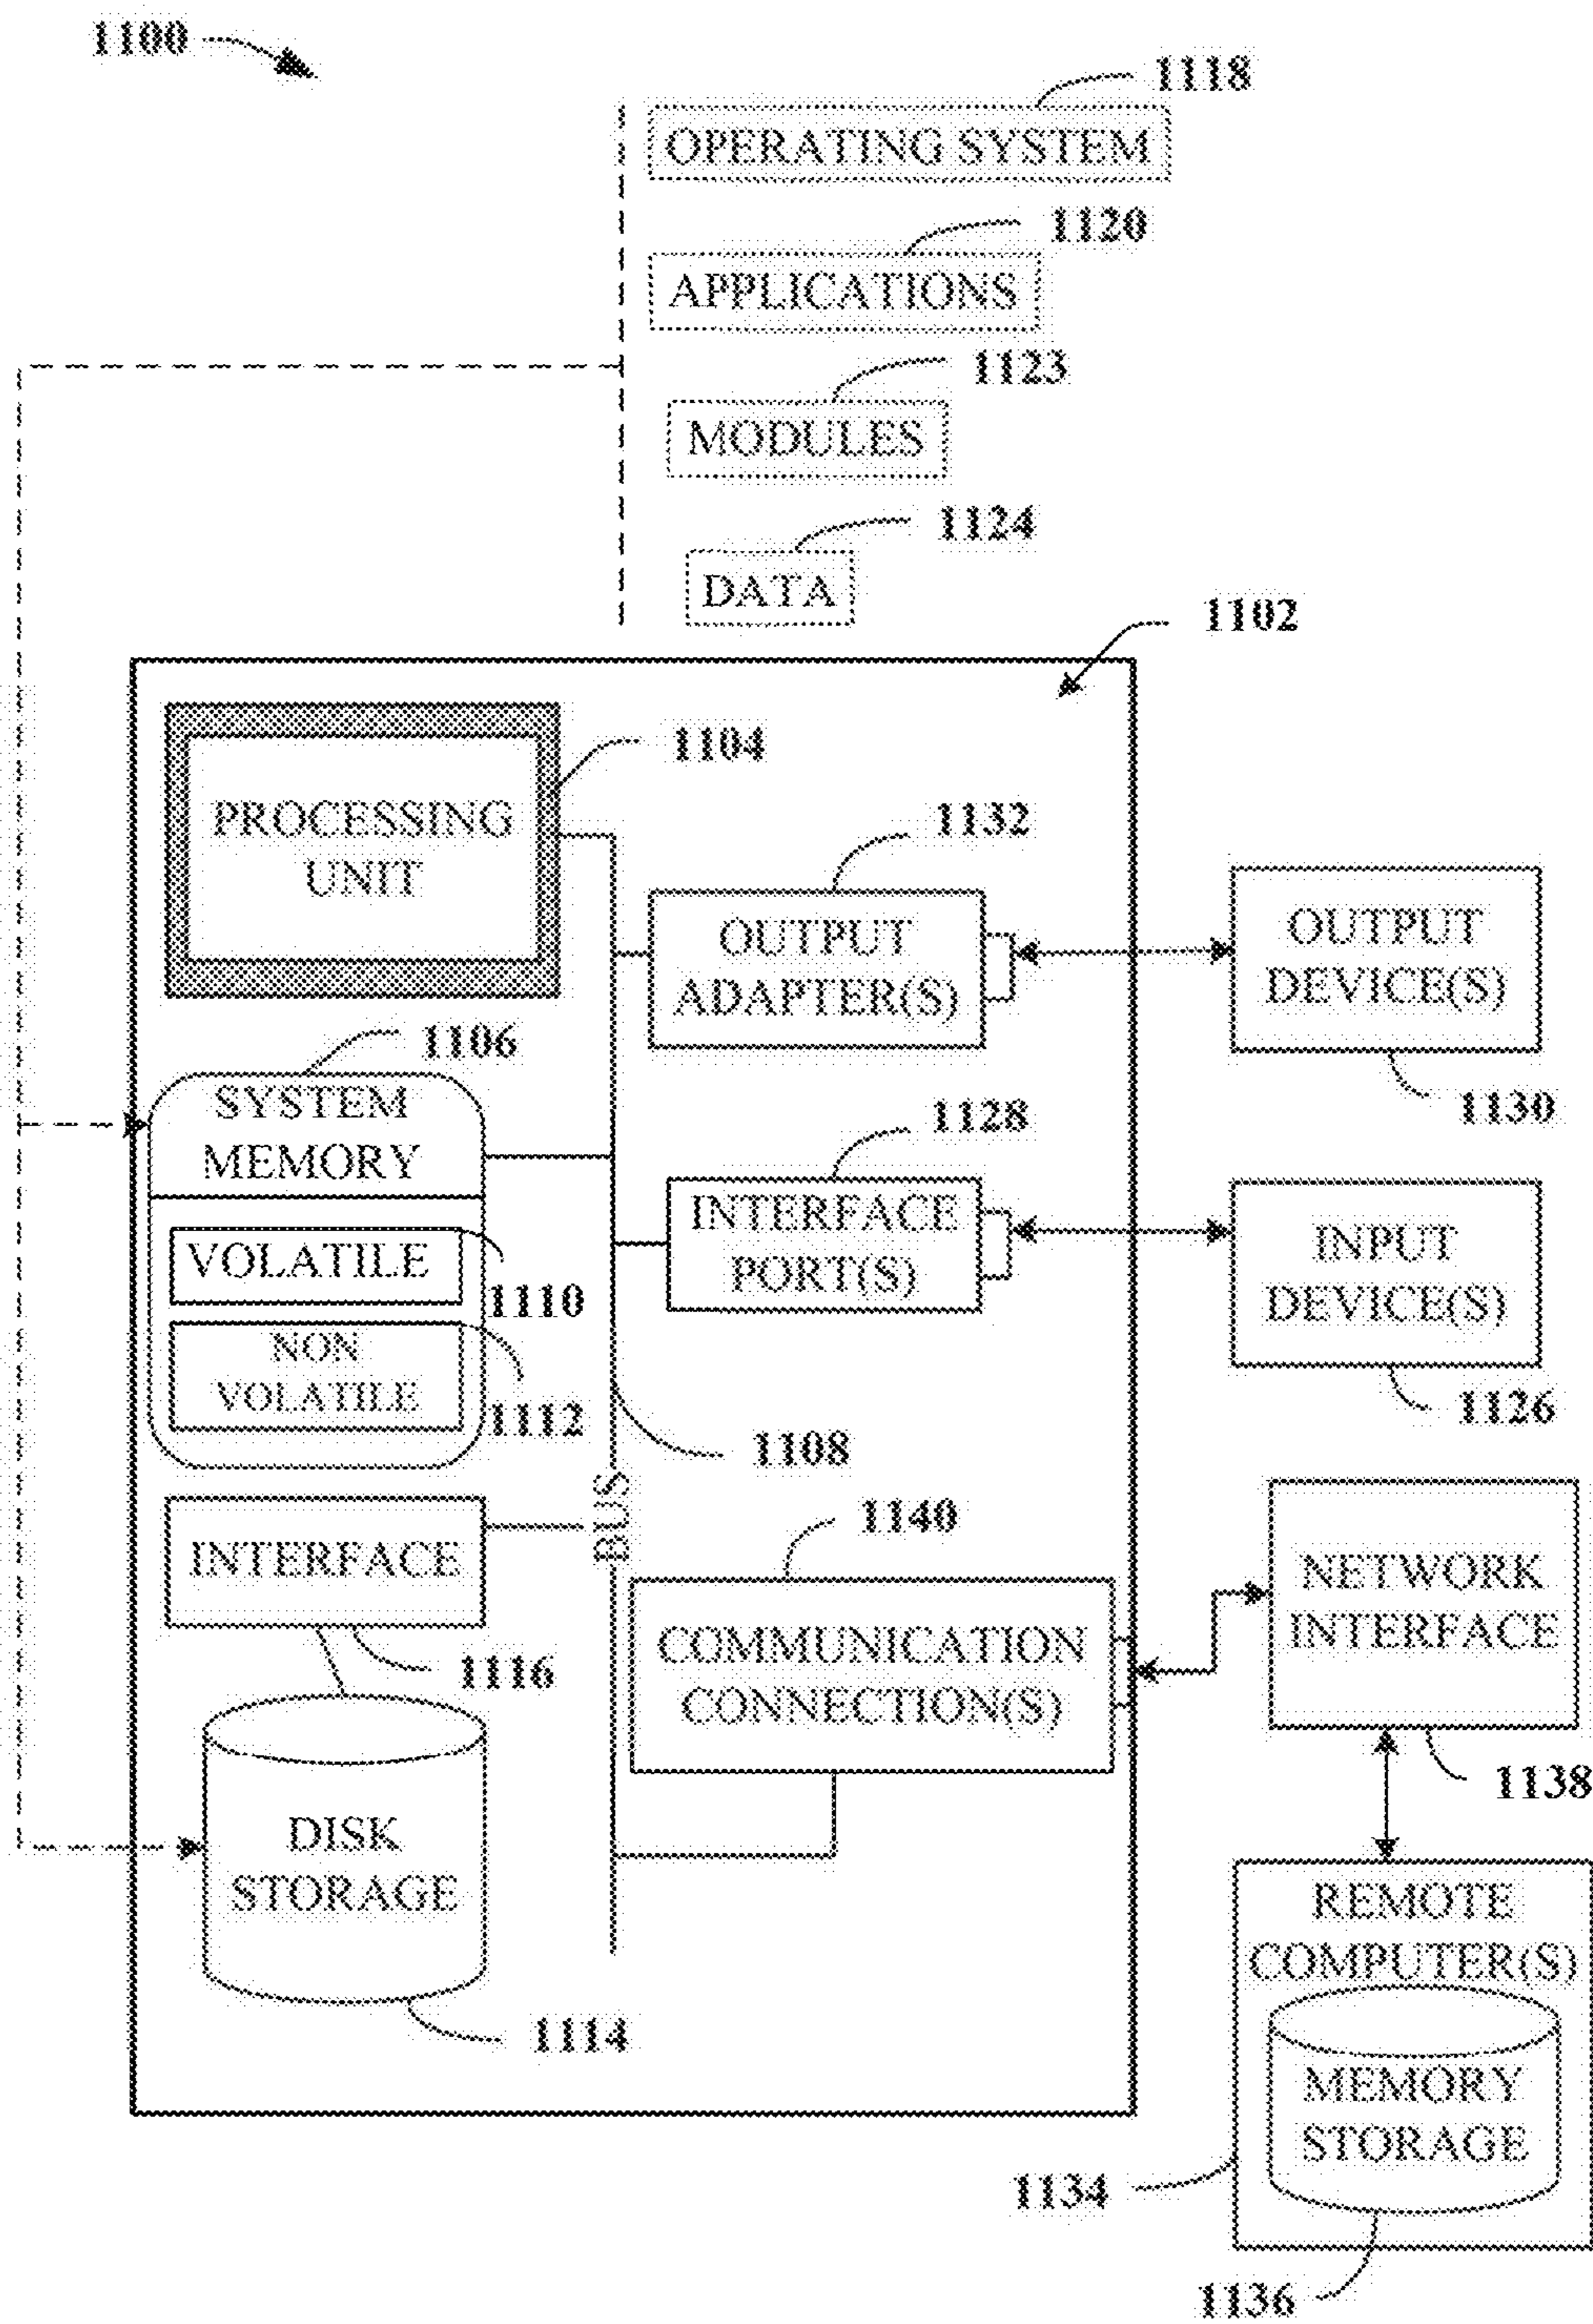 1100
1118
OPERATING SYSTEM
1120
APPLICATIONS
1123
MODULES
1124
DATA
1102
1104
PROCESSING
UNIT
1132
OUTPUT
ADAPTER(S)
OUTPUT
DEVICE(S)
1130
1106
SYSTEM
MEMORY
1128
INTERFACE
PORT(S)
INPUT
DEVICE(S)
1126
VOLATILE
1110
NON
VOLATILE
1112
1108
BUS
INTERFACE
1116
1140
COMMUNICATION
CONNECTION(S)
NETWORK
INTERFACE
1138
DISK
STORAGE
1114
REMOTE
COMPUTER(S)
MEMORY
STORAGE
1134
1136